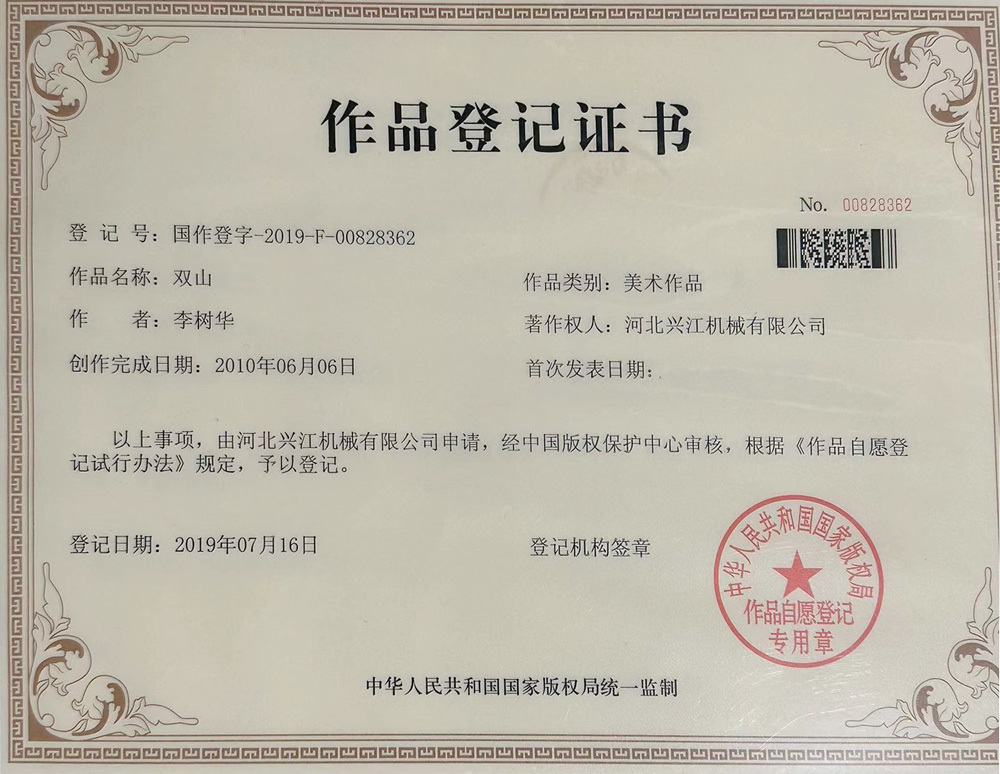 作品登记证书
No. 00828362
登 记 号：国作登字-2019-F-00828362
作品名称：双山
作品类别：美术作品
作 者：李树华
著作权人：河北兴江机械有限公司
创作完成日期：2010年06月06日
首次发表日期：
以上事项，由河北兴江机械有限公司申请，经中国版权保护中心审核，根据《作品自愿登
记试行办法》规定，予以登记。
登记日期：2019年07月16日
登记机构签章
中华人民共和国国家版权局
作品自愿登记
专用章
中华人民共和国国家版权局统一监制